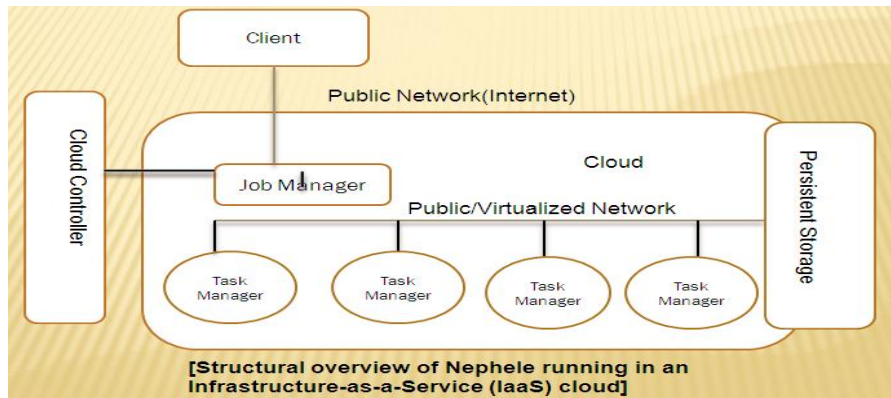 Client
Public Network(Internet)
Cloud Controller
Cloud
Job Manager
Public/Virtualized Network
Persistent Storage
Task
Manager
Task
Manager
Task
Manager
Task
Manager
[Structural overview of Nephele running in an
Infrastructure-as-a-Service (IaaS) cloud]